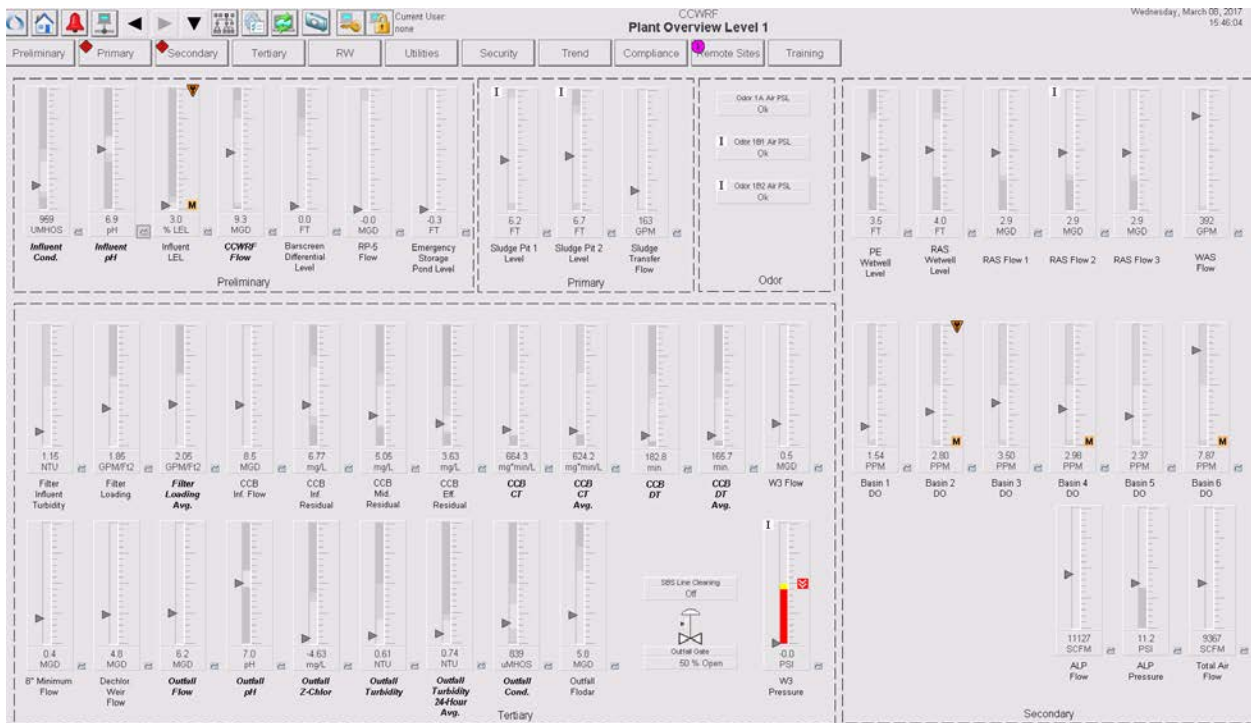 Current User:
none
CCWRF
Plant Overview Level 1
Wednesday, March 08, 2017
15:46:04
Preliminary
Primary
Secondary
Tertiary
RW
Utilities
Security
Trend
Compliance
Remote Sites
Training
959
UMHOS
Influent
Cond.
6.9
pH
Influent
pH
M
3.0
% LEL
Influent
LEL
9.3
MGD
CCWRF
Flow
0.0
FT
Barscreen
Differential
Level
-0.0
MGD
RP-5
Flow
-0.3
FT
Emergency
Storage
Pond Level
Preliminary
I
6.2
FT
Sludge Pit 1
Level
I
6.7
FT
Sludge Pit 2
Level
163
GPM
Sludge
Transfer
Flow
Primary
Odor 1A Air PSL
Ok
I
Odor 1B1 Air PSL
Ok
I
Odor 1B2 Air PSL
Ok
Odor
3.5
FT
PE
Wetwell
Level
4.0
FT
RAS
Wetwell
Level
2.9
MGD
RAS Flow 1
I
2.9
MGD
RAS Flow 2
2.9
MGD
RAS Flow 3
392
GPM
WAS
Flow
1.15
NTU
Filter
Influent
Turbidity
1.85
GPM/Ft2
Filter
Loading
2.05
GPM/Ft2
Filter
Loading
Avg.
8.5
MGD
CCB
Inf. Flow
6.77
mg/L
CCB
Inf.
Residual
5.05
mg/L
CCB
Mid.
Residual
3.63
mg/L
CCB
Eff.
Residual
664.3
mg*min/L
CCB
CT
624.2
mg*min/L
CCB
CT
Avg.
182.8
min.
CCB
DT
165.7
min.
CCB
DT
Avg.
0.5
MGD
W3 Flow
1.54
PPM
Basin 1
DO
M
2.80
PPM
Basin 2
DO
3.50
PPM
Basin 3
DO
M
2.98
PPM
Basin 4
DO
2.37
PPM
Basin 5
DO
M
7.87
PPM
Basin 6
DO
0.4
MGD
8" Minimum
Flow
4.8
MGD
Dechlor
Weir
Flow
6.2
MGD
Outfall
Flow
7.0
pH
Outfall
pH
-4.63
mg/L
Outfall
Z-Chlor
0.61
NTU
Outfall
Turbidity
0.74
NTU
Outfall
Turbidity
24-Hour
Avg.
839
uMHOS
Outfall
Cond.
5.8
MGD
Outfall
Flodar
SBS Line Cleaning
Off
Outfall Gate
50 % Open
I
-0.0
PSI
W3
Pressure
Tertiary
11127
SCFM
ALP
Flow
11.2
PSI
ALP
Pressure
9367
SCFM
Total Air
Flow
Secondary